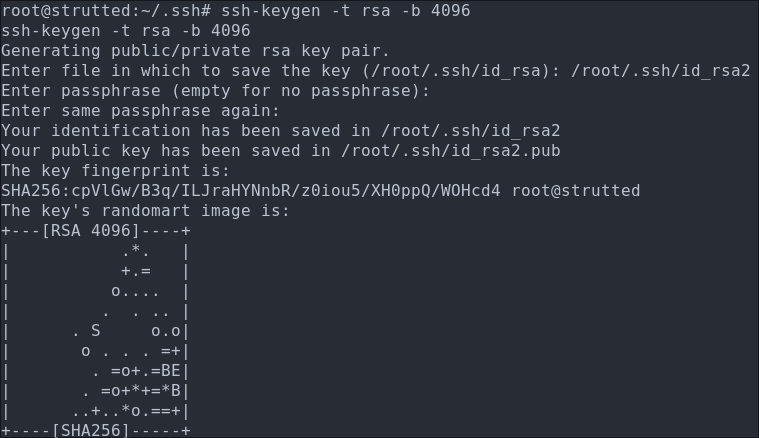 root@strutted:~/.ssh# ssh-keygen -t rsa -b 4096
ssh-keygen -t rsa -b 4096
Generating public/private rsa key pair.
Enter file in which to save the key (/root/.ssh/id_rsa): /root/.ssh/id_rsa2
Enter passphrase (empty for no passphrase):
Enter same passphrase again:
Your identification has been saved in /root/.ssh/id_rsa2
Your public key has been saved in /root/.ssh/id_rsa2.pub
The key fingerprint is:
SHA256:cpVlGw/B3q/ILJraHYNnbR/z0iou5/XH0ppQ/WOHcd4 root@strutted
The key's randomart image is:
+---[RSA 4096]----+
|           .*.   |
|           +.=   |
|          o....  |
|         .  . .. |
|      . S     o.o|
|       o . . . =+|
|        . =o+.=BE|
|       . =o+*+=*B|
|      ..+..*o.==+|
+----[SHA256]-----+